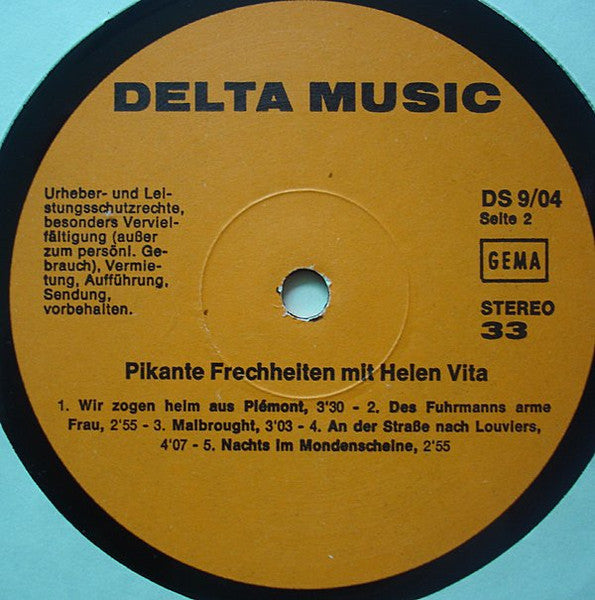 DELTA MUSIC
Urheber- und Lei-
stungsschutzrechte,
besonders Verviel-
fältigung (außer
zum persönl. Ge-
brauch), Vermie-
tung, Aufführung,
Sendung,
vorbehalten.
DS 9/04
Seite 2
GEMA
STEREO
33
Pikante Frechheiten mit Helen Vita
1. Wir zogen heim aus Piémont, 3'30 - 2. Des Fuhrmanns arme
Frau, 2'55 - 3. Malbrought, 3'03 - 4. An der Straße nach Louviers,
4'07 - 5. Nachts im Mondenscheine, 2'55